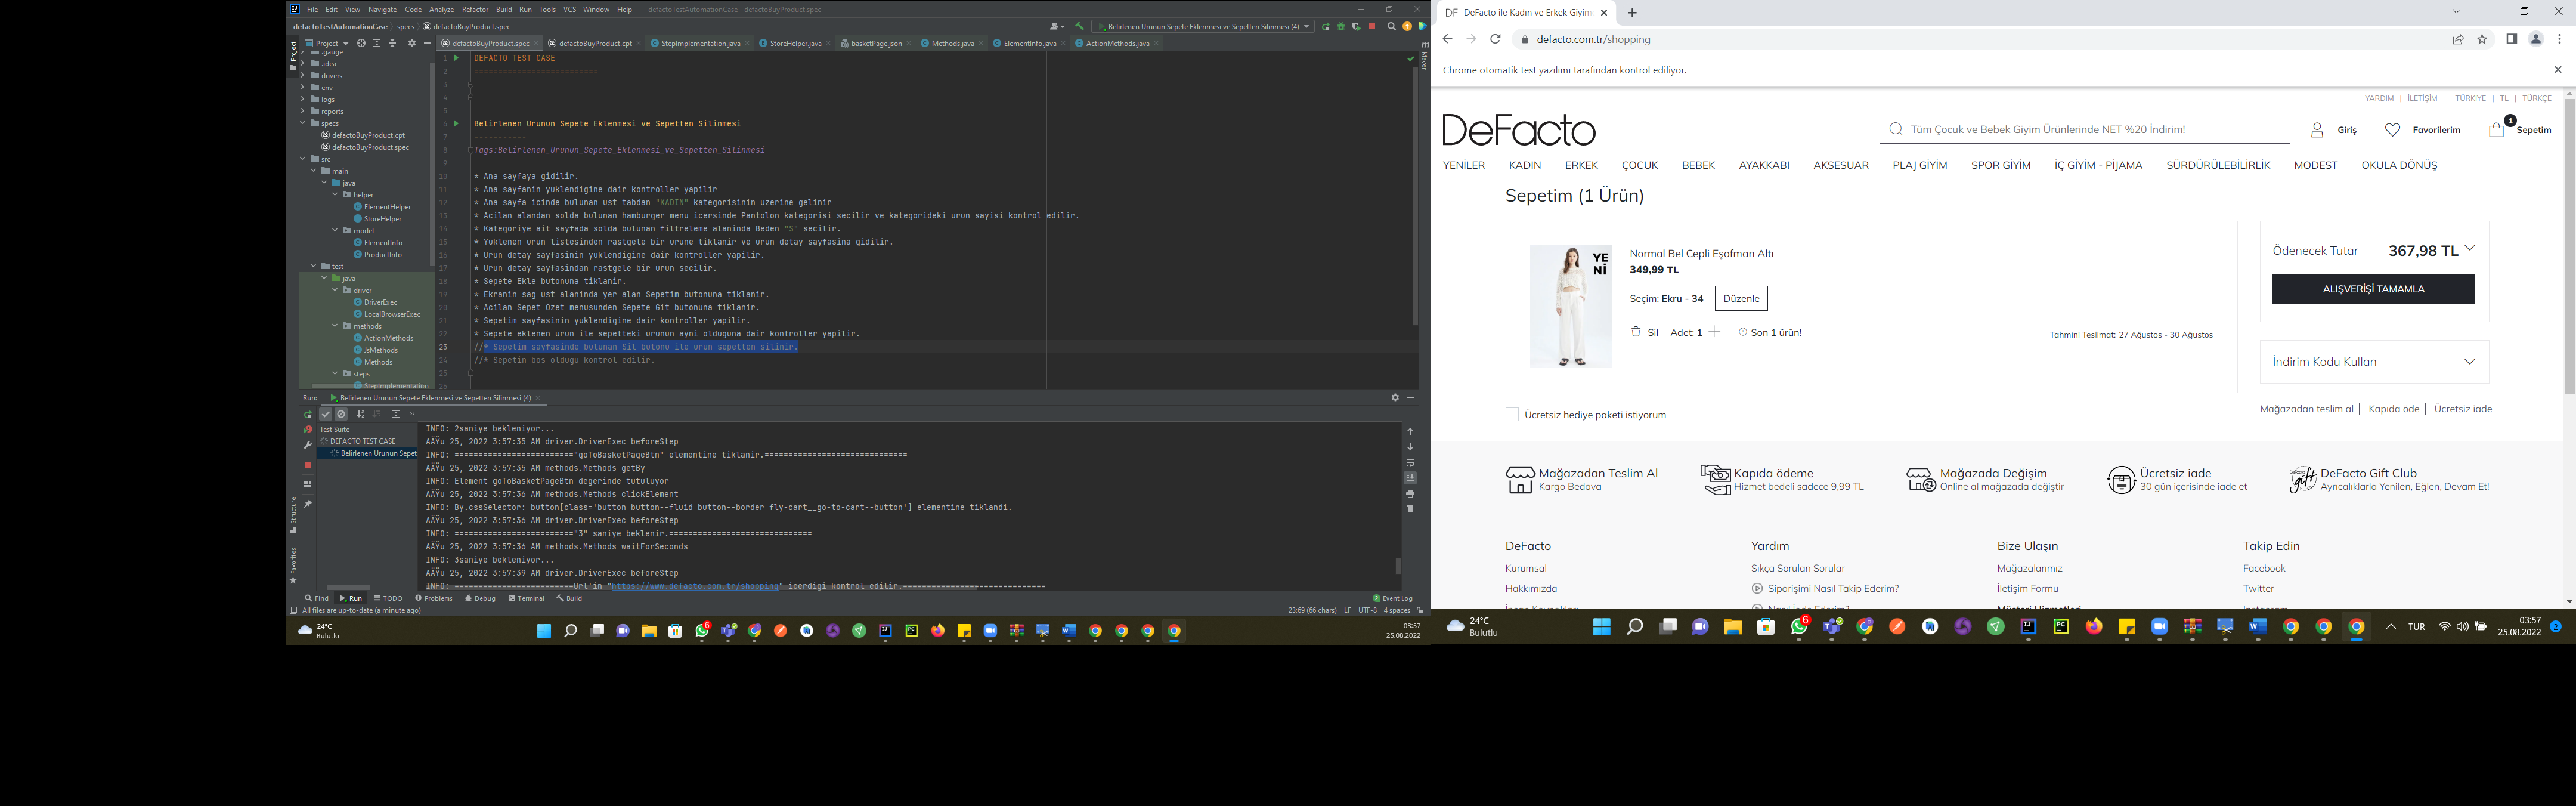 File Edit View Navigate Code Analyze Refactor Build Run Tools VCS Window Help defactoTestAutomationCase - defactoBuyProduct.spec
defactoTestAutomationCase specs defactoBuyProduct.spec
Belirlenen Urunun Sepete Eklenmesi ve Sepetten Silinmesi (4)
Project
defactoBuyProduct.spec defactoBuyProduct.cpt StepImplementation.java StoreHelper.java basketPage.json Methods.java ElementInfo.java ActionMethods.java
Project
Maven
.gauge
.idea
drivers
env
logs
reports
specs
defactoBuyProduct.cpt
defactoBuyProduct.spec
src
main
java
helper
ElementHelper
StoreHelper
model
ElementInfo
ProductInfo
test
java
driver
DriverExec
LocalBrowserExec
methods
ActionMethods
JsMethods
Methods
steps
StepImplementation
1 DEFACTO TEST CASE
2 ==========================
3
4
5
6 Belirlenen Urunun Sepete Eklenmesi ve Sepetten Silinmesi
7 -----------
8 Tags:Belirlenen_Urunun_Sepete_Eklenmesi_ve_Sepetten_Silinmesi
9
10 * Ana sayfaya gidilir.
11 * Ana sayfanin yuklendigine dair kontroller yapilir
12 * Ana sayfa icinde bulunan ust tabdan "KADIN" kategorisinin uzerine gelinir
13 * Acilan alandan solda bulunan hamburger menu icersinde Pantolon kategorisi secilir ve kategorideki urun sayisi kontrol edilir.
14 * Kategoriye ait sayfada solda bulunan filtreleme alaninda Beden "S" secilir.
15 * Yuklenen urun listesinden rastgele bir urune tiklanir ve urun detay sayfasina gidilir.
16 * Urun detay sayfasinin yuklendigine dair kontroller yapilir.
17 * Urun detay sayfasindan rastgele bir urun secilir.
18 * Sepete Ekle butonuna tiklanir.
19 * Ekranin sag ust alaninda yer alan Sepetim butonuna tiklanir.
20 * Acilan Sepet Ozet menusunden Sepete Git butonuna tiklanir.
21 * Sepetim sayfasinin yuklendigine dair kontroller yapilir.
22 * Sepete eklenen urun ile sepetteki urunun ayni olduguna dair kontroller yapilir.
23 //* Sepetim sayfasinde bulunan Sil butonu ile urun sepetten silinir.
24 //* Sepetin bos oldugu kontrol edilir.
25
26
Run: Belirlenen Urunun Sepete Eklenmesi ve Sepetten Silinmesi (4)
Test Suite
DEFACTO TEST CASE
Belirlenen Urunun Sepet
Structure
Favorites
INFO: 2saniye bekleniyor...
AÄŸu 25, 2022 3:57:35 AM driver.DriverExec beforeStep
INFO: =========================="goToBasketPageBtn" elementine tiklanir.==============================
AÄŸu 25, 2022 3:57:35 AM methods.Methods getBy
INFO: Element goToBasketPageBtn degerinde tutuluyor
AÄŸu 25, 2022 3:57:36 AM methods.Methods clickElement
INFO: By.cssSelector: button[class='button button--fluid button--border fly-cart__go-to-cart--button'] elementine tiklandi.
AÄŸu 25, 2022 3:57:36 AM driver.DriverExec beforeStep
INFO: =========================="3" saniye beklenir.==============================
AÄŸu 25, 2022 3:57:36 AM methods.Methods waitForSeconds
INFO: 3saniye bekleniyor...
AÄŸu 25, 2022 3:57:39 AM driver.DriverExec beforeStep
INFO: ==========================Url'in "https://www.defacto.com.tr/shopping" icerdigi kontrol edilir.==============================
Find Run TODO Problems Debug Terminal Build 2 Event Log
All files are up-to-date (a minute ago) 23:69 (66 chars) LF UTF-8 4 spaces
24°C
Bulutlu
6
03:57
25.08.2022
DF DeFacto ile Kadın ve Erkek Giyim
defacto.com.tr/shopping
Chrome otomatik test yazılımı tarafından kontrol ediliyor.
YARDIM | İLETİŞİM TÜRKİYE | TL | TÜRKÇE
DeFacto
Tüm Çocuk ve Bebek Giyim Ürünlerinde NET %20 İndirim!
Giriş Favorilerim 1 Sepetim
YENİLER KADIN ERKEK ÇOCUK BEBEK AYAKKABI AKSESUAR PLAJ GİYİM SPOR GİYİM İÇ GİYİM - PİJAMA SÜRDÜRÜLEBİLİRLİK MODEST OKULA DÖNÜŞ
Sepetim (1 Ürün)
YE
Nİ
Normal Bel Cepli Eşofman Altı
349,99 TL
Seçim: Ekru - 34 Düzenle
Sil Adet: 1 Son 1 ürün!
Tahmini Teslimat: 27 Ağustos - 30 Ağustos
Ödenecek Tutar 367,98 TL
ALIŞVERİŞİ TAMAMLA
İndirim Kodu Kullan
Mağazadan teslim al | Kapıda öde | Ücretsiz iade
Ücretsiz hediye paketi istiyorum
Mağazadan Teslim Al
Kargo Bedava
Kapıda ödeme
Hizmet bedeli sadece 9,99 TL
Mağazada Değişim
Online al mağazada değiştir
Ücretsiz iade
30 gün içerisinde iade et
DeFacto Gift Club
Ayrıcalıklarla Yenilen, Eğlen, Devam Et!
DeFacto Yardım Bize Ulaşın Takip Edin
Kurumsal Sıkça Sorulan Sorular Mağazalarımız Facebook
Hakkımızda Siparişimi Nasıl Takip Ederim? İletişim Formu Twitter
24°C
Bulutlu
6
TUR
03:57
25.08.2022
2